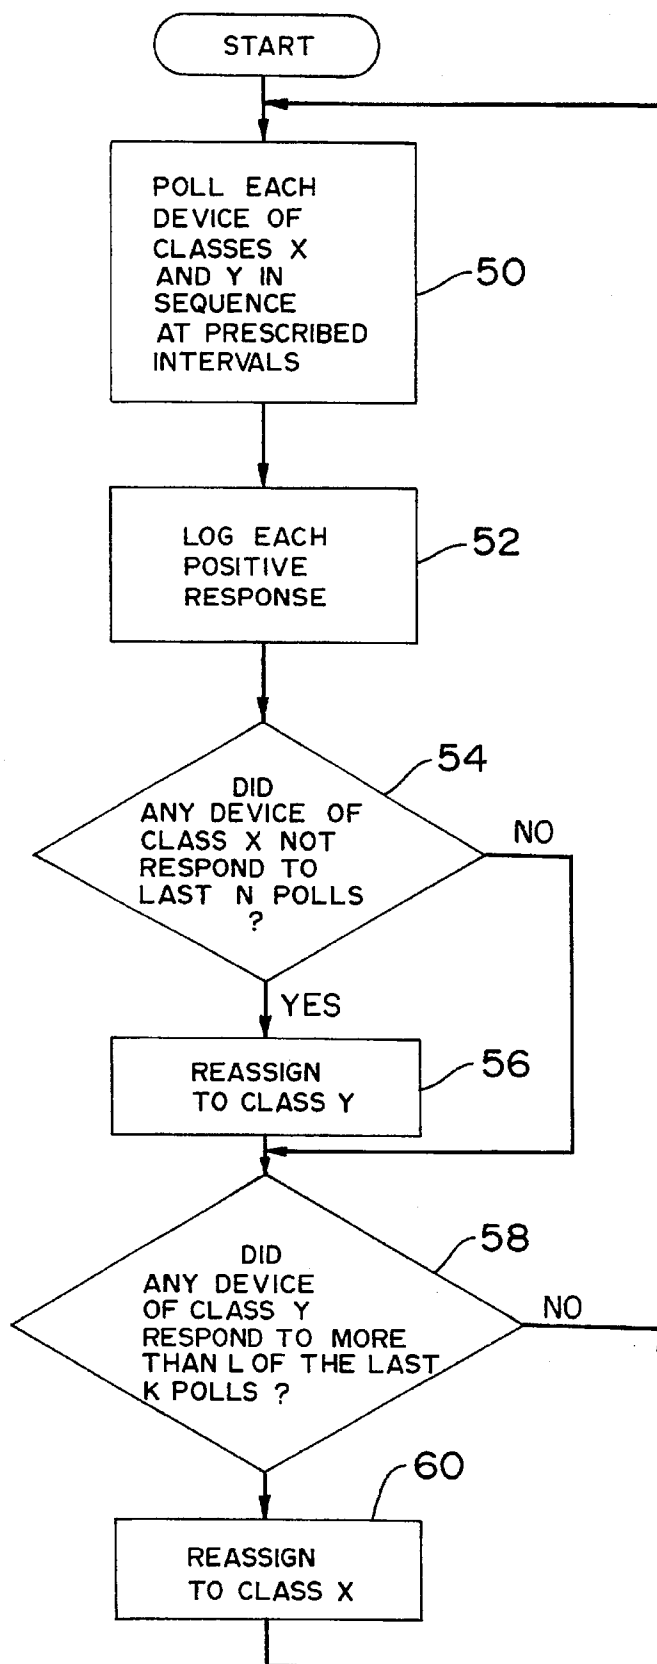 START
POLL EACH
DEVICE OF
CLASSES X
AND Y IN
SEQUENCE
AT PRESCRIBED
INTERVALS
50
LOG EACH
POSITIVE
RESPONSE
52
54
DID
ANY DEVICE OF
CLASS X NOT
RESPOND TO
LAST N POLLS
?
NO
YES
REASSIGN
TO CLASS Y
56
58
DID
ANY DEVICE
OF CLASS Y
RESPOND TO MORE
THAN L OF THE LAST
K POLLS ?
NO
60
REASSIGN
TO CLASS X